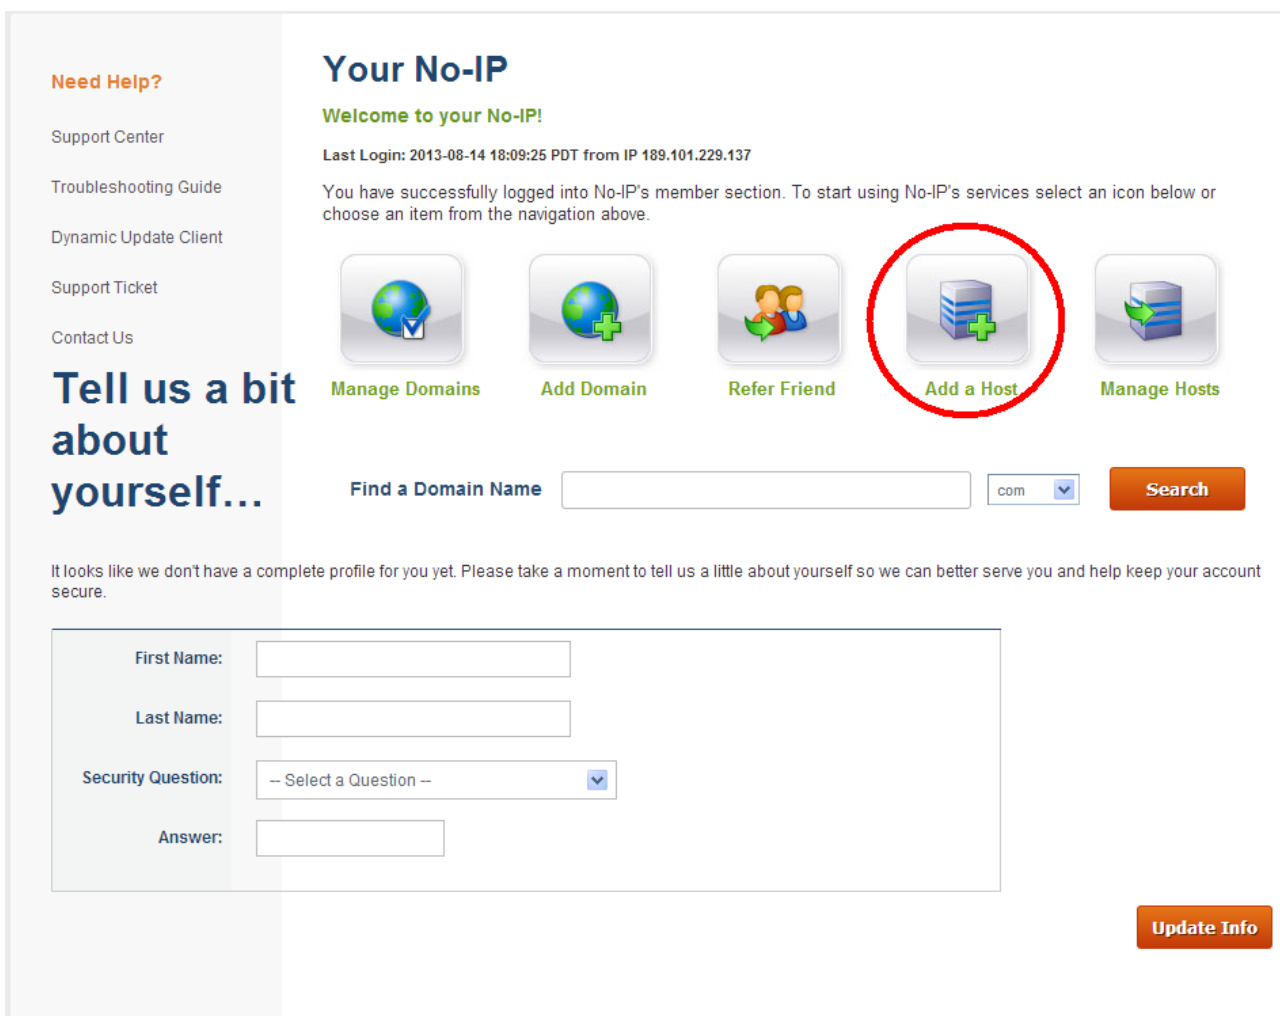 Need Help?
Support Center
Troubleshooting Guide
Dynamic Update Client
Support Ticket
Contact Us
Your No-IP
Welcome to your No-IP!
Last Login: 2013-08-14 18:09:25 PDT from IP 189.101.229.137
You have successfully logged into No-IP's member section. To start using No-IP's services select an icon below or
choose an item from the navigation above.
Manage Domains
Add Domain
Refer Friend
Add a Host
Manage Hosts
Find a Domain Name
com
Search
Tell us a bit
about
yourself...
It looks like we don't have a complete profile for you yet. Please take a moment to tell us a little about yourself so we can better serve you and help keep your account
secure.
First Name:
Last Name:
Security Question:
-- Select a Question --
Answer:
Update Info